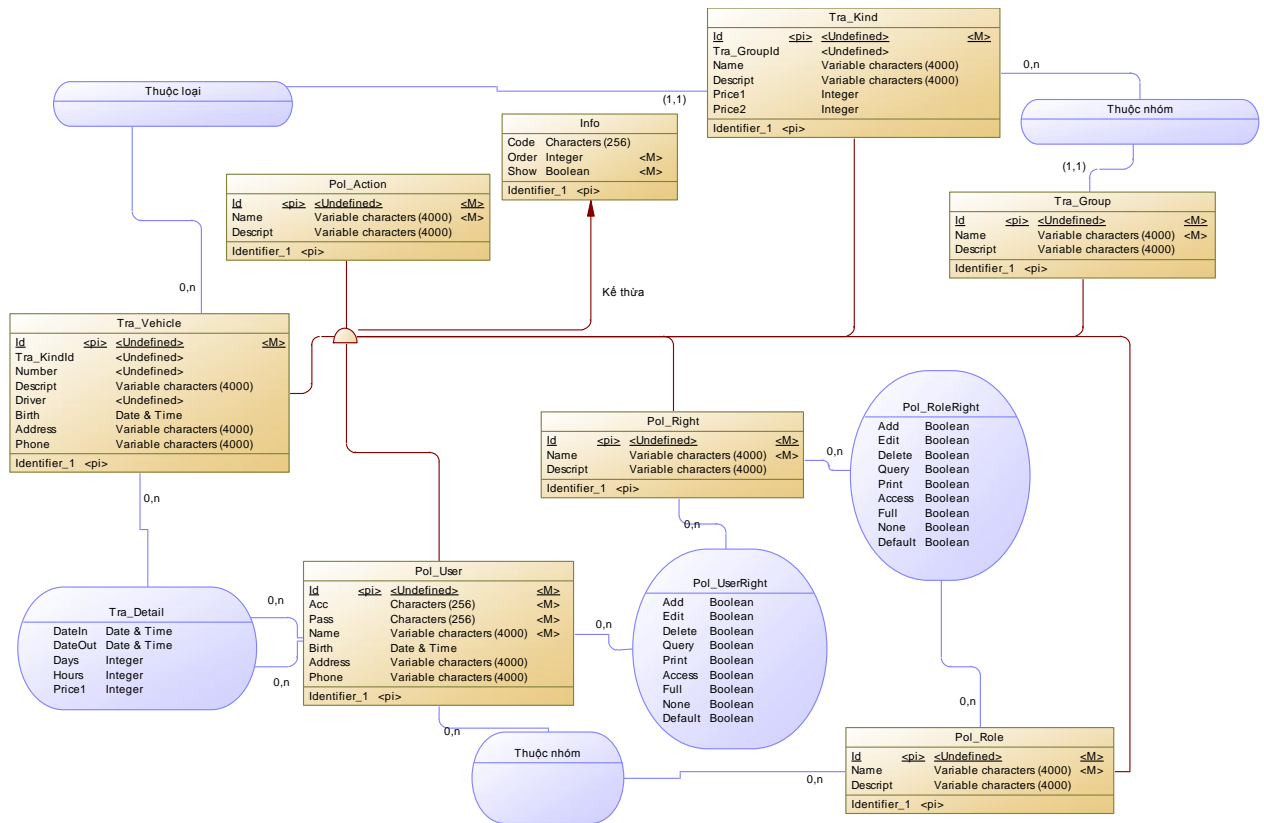 Tra_Kind
Id <pi> <Undefined> <M>
Tra_GroupId <Undefined>
Name Variable characters (4000)
Descript Variable characters (4000)
Price1 Integer
Price2 Integer
Identifier_1 <pi>
0,n
(1,1)
Thuộc loại
0,n
Thuộc nhóm
(1,1)
Info
Code Characters (256)
Order Integer <M>
Show Boolean <M>
Identifier_1 <pi>
Pol_Action
Id <pi> <Undefined> <M>
Name Variable characters (4000) <M>
Descript Variable characters (4000)
Identifier_1 <pi>
Tra_Group
Id <pi> <Undefined> <M>
Name Variable characters (4000) <M>
Descript Variable characters (4000)
Identifier_1 <pi>
Kế thừa
Tra_Vehicle
Id <pi> <Undefined> <M>
Tra_KindId <Undefined>
Number <Undefined>
Descript Variable characters (4000)
Driver <Undefined>
Birth Date & Time
Address Variable characters (4000)
Phone Variable characters (4000)
Identifier_1 <pi>
0,n
Pol_Right
Id <pi> <Undefined> <M>
Name Variable characters (4000) <M>
Descript Variable characters (4000)
Identifier_1 <pi>
0,n
0,n
Pol_RoleRight
Add Boolean
Edit Boolean
Delete Boolean
Query Boolean
Print Boolean
Access Boolean
Full Boolean
None Boolean
Default Boolean
0,n
Tra_Detail
DateIn Date & Time
DateOut Date & Time
Days Integer
Hours Integer
Price1 Integer
0,n
0,n
Pol_User
Id <pi> <Undefined> <M>
Acc Characters (256) <M>
Pass Characters (256) <M>
Name Variable characters (4000) <M>
Birth Date & Time
Address Variable characters (4000)
Phone Variable characters (4000)
Identifier_1 <pi>
0,n
0,n
Pol_UserRight
Add Boolean
Edit Boolean
Delete Boolean
Query Boolean
Print Boolean
Access Boolean
Full Boolean
None Boolean
Default Boolean
Thuộc nhóm
0,n
Pol_Role
Id <pi> <Undefined> <M>
Name Variable characters (4000) <M>
Descript Variable characters (4000)
Identifier_1 <pi>